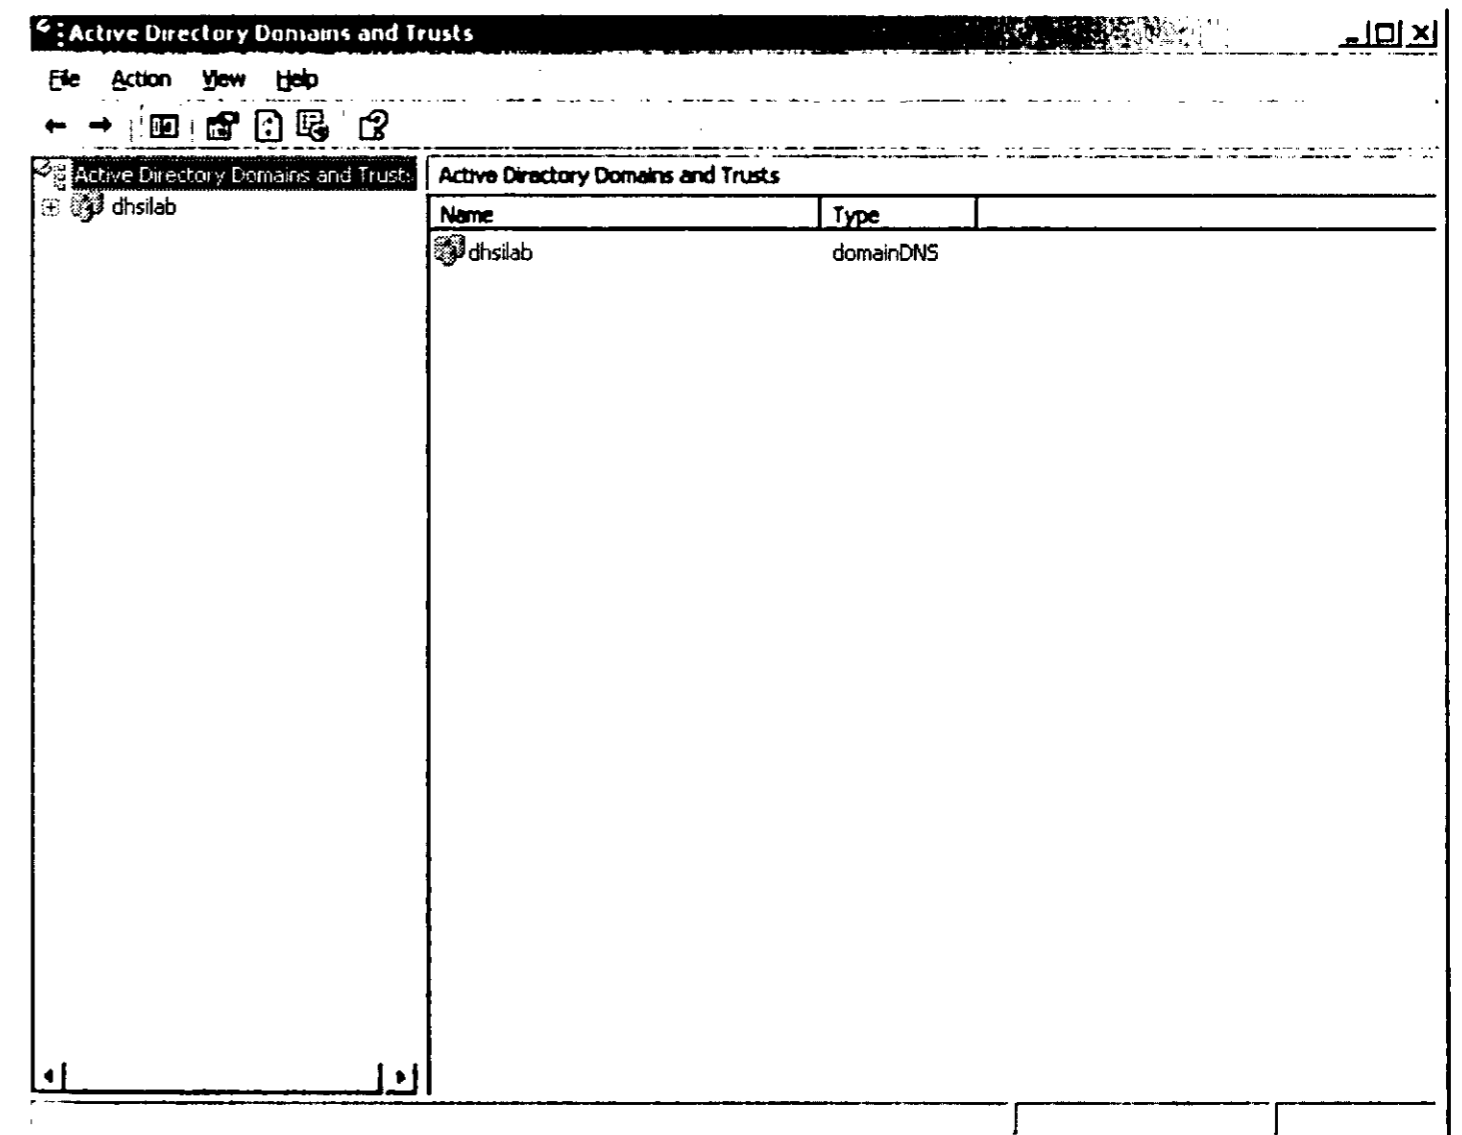 Active Directory Domains and Trusts
File Action View Help
Active Directory Domains and Trusts
dhsilab
Active Directory Domains and Trusts
Name Type
dhsilab domainDNS